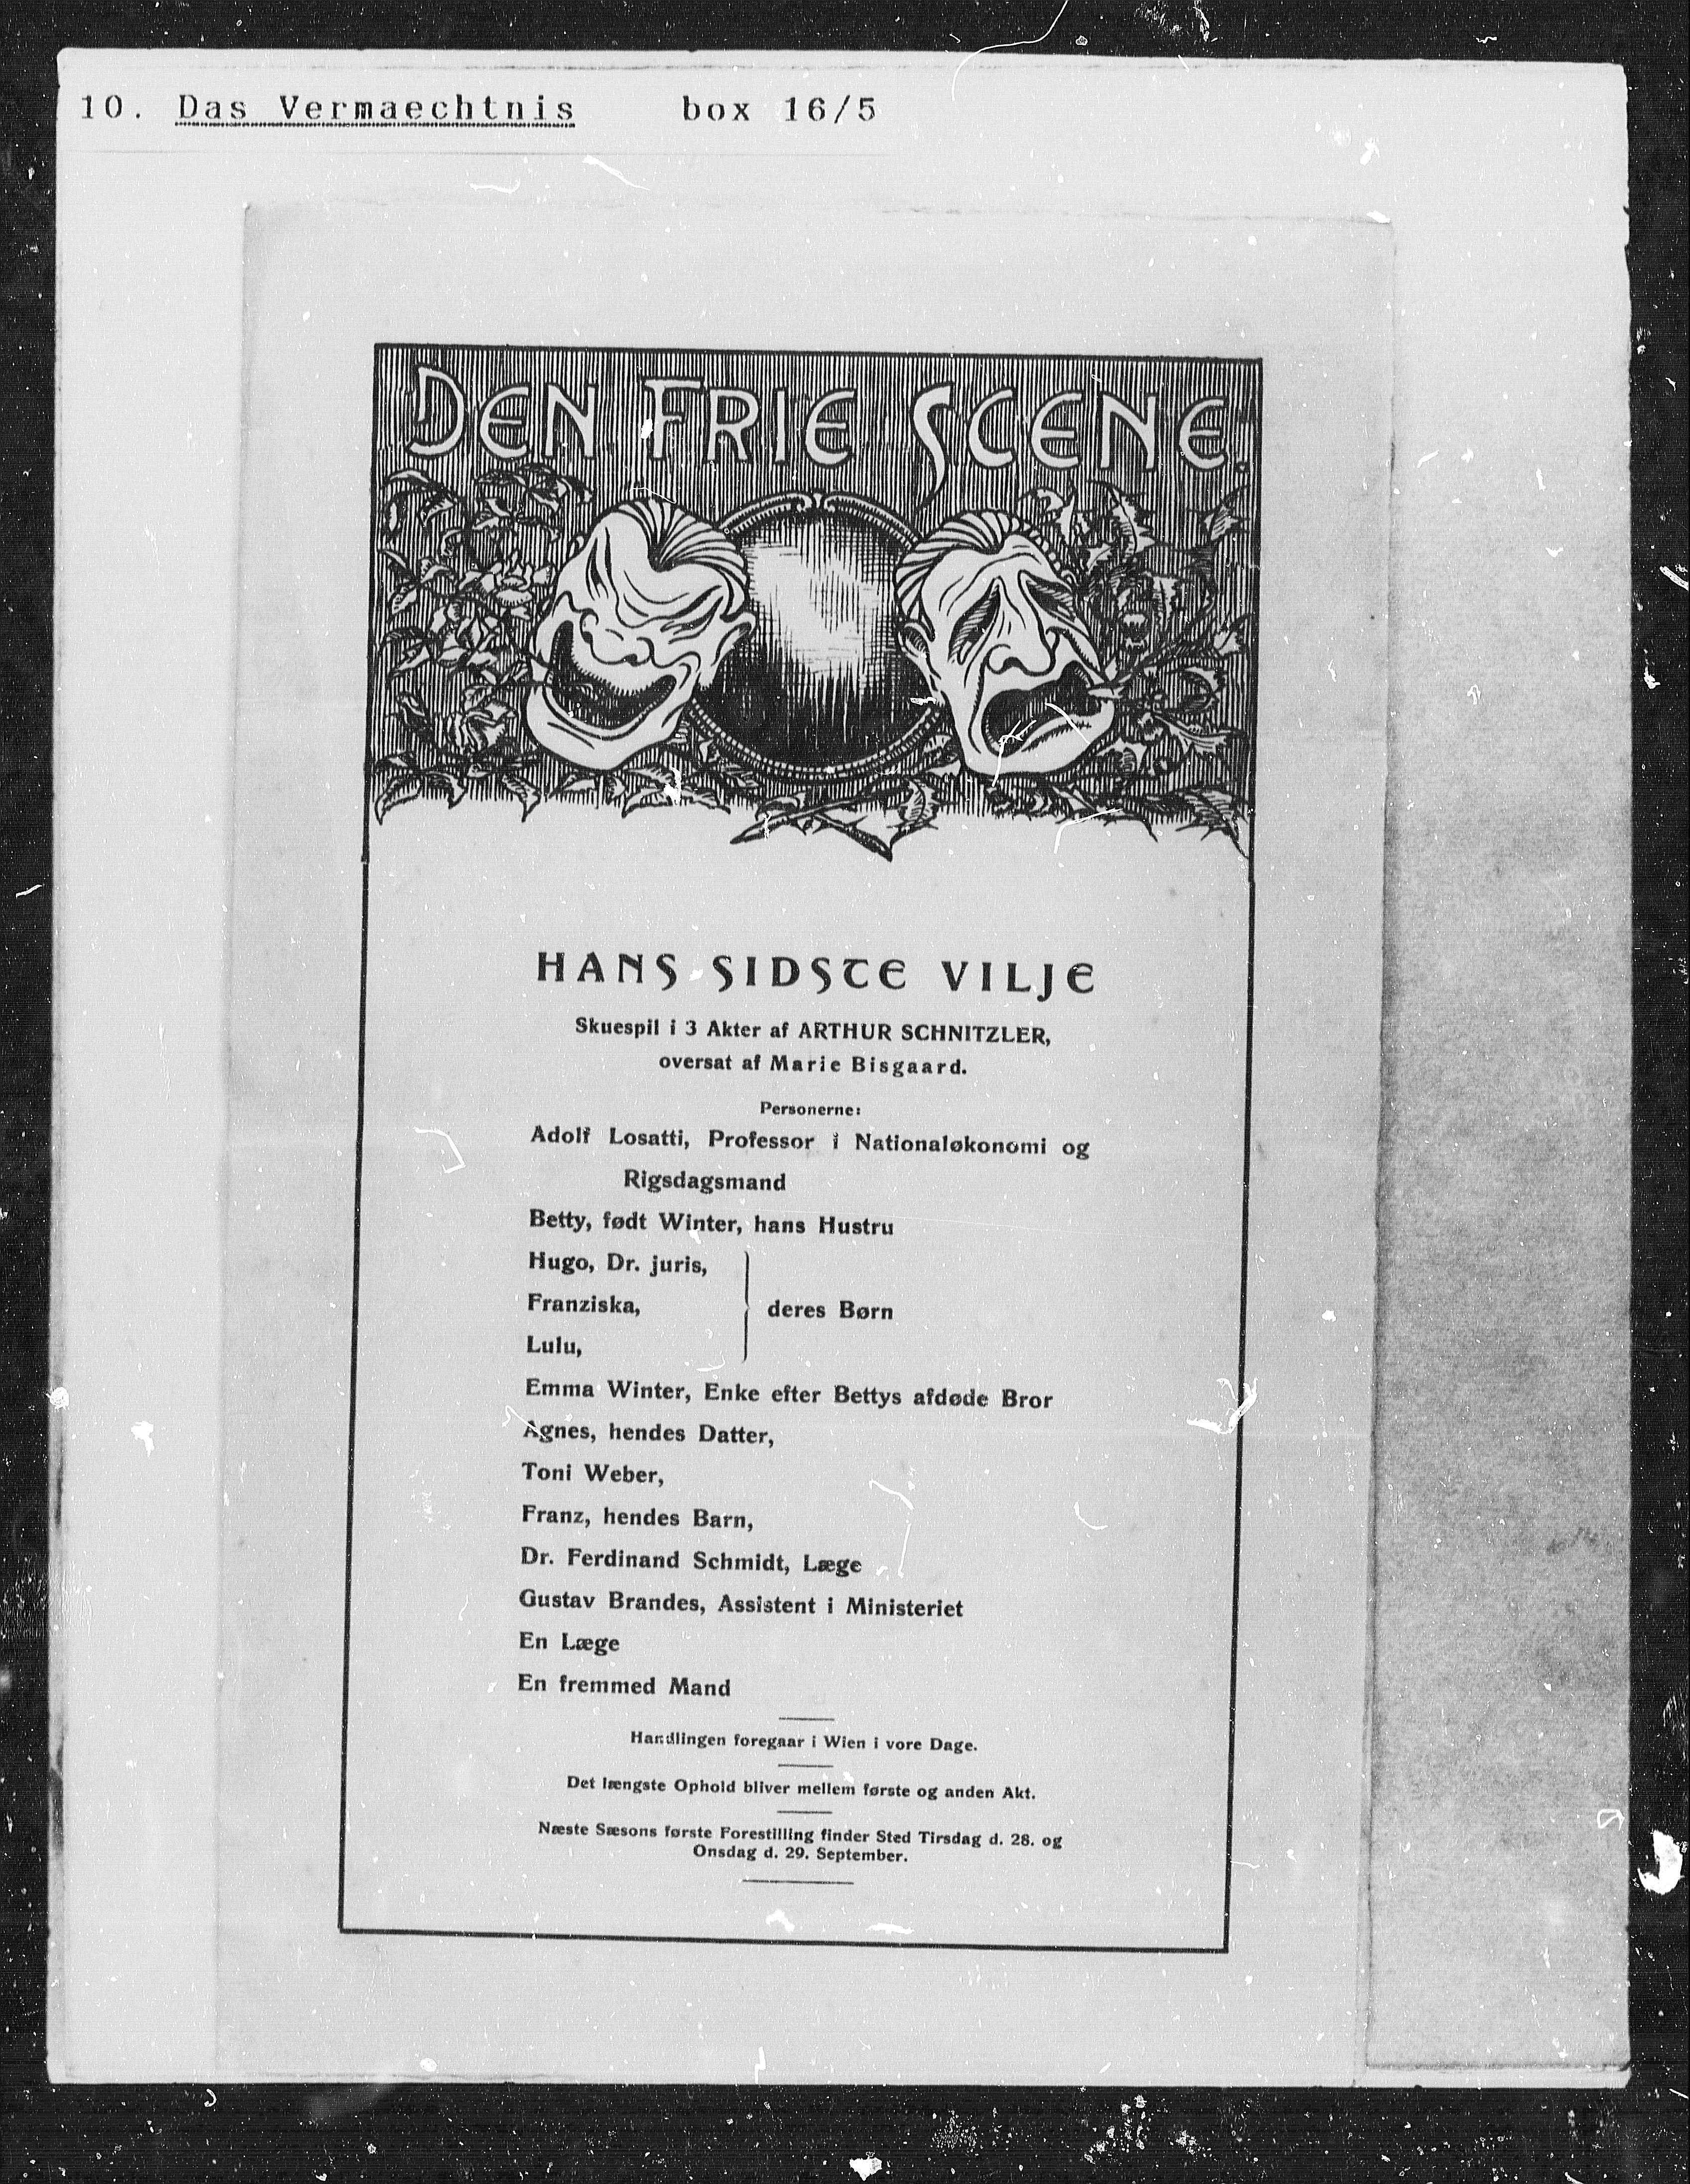 10. Das Vermaechtnis box 16/5
DEN FRIE SCENE.
HANS SIDSTE VILJE
Skuespil i 3 Akter af ARTHUR SCHNITZLER,
oversat af Marie Bisgaard.
Personerne:
Adolf Losatti, Professor i Nationaløkonomi og
Rigsdagsmand
Betty, født Winter, hans Hustru
Hugo, Dr. juris,
Franziska,
deres Børn
Lulu,
Emma Winter, Enke efter Bettys afdøde Bror
Agnes, hendes Datter,
Toni Weber,
Franz, hendes Barn,
Dr. Ferdinand Schmidt, Læge
Gustav Brandes, Assistent i Ministeriet
En Læge
En fremmed Mand
Handlingen foregaar i Wien i vore Dage.
Det længste Ophold bliver mellem første og anden Akt.
Næste Sæsons første Forestilling finder Sted Tirsdag d. 28. og
Onsdag d. 29. September.